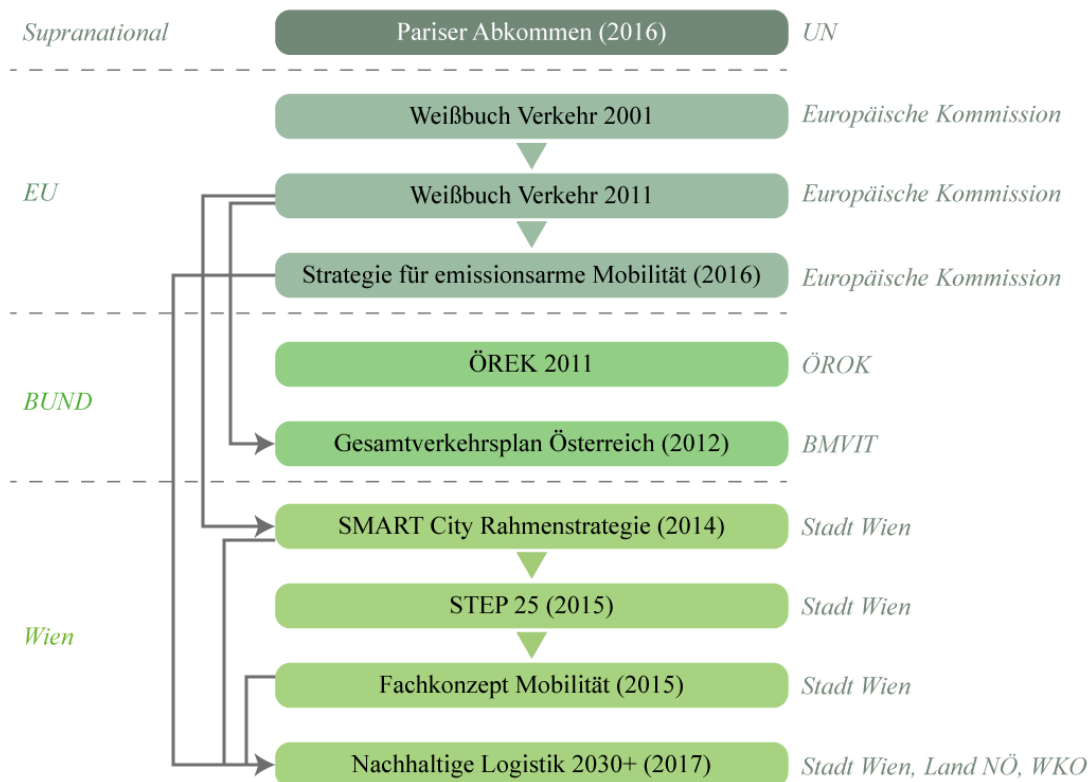 Supranational
Pariser Abkommen (2016)
UN
Weißbuch Verkehr 2001
Europäische Kommission
EU
Weißbuch Verkehr 2011
Europäische Kommission
Strategie für emissionsarme Mobilität (2016)
Europäische Kommission
ÖREK 2011
ÖROK
BUND
Gesamtverkehrsplan Österreich (2012)
BMVIT
SMART City Rahmenstrategie (2014)
Stadt Wien
STEP 25 (2015)
Stadt Wien
Wien
Fachkonzept Mobilität (2015)
Stadt Wien
Nachhaltige Logistik 2030+ (2017)
Stadt Wien, Land NÖ, WKO